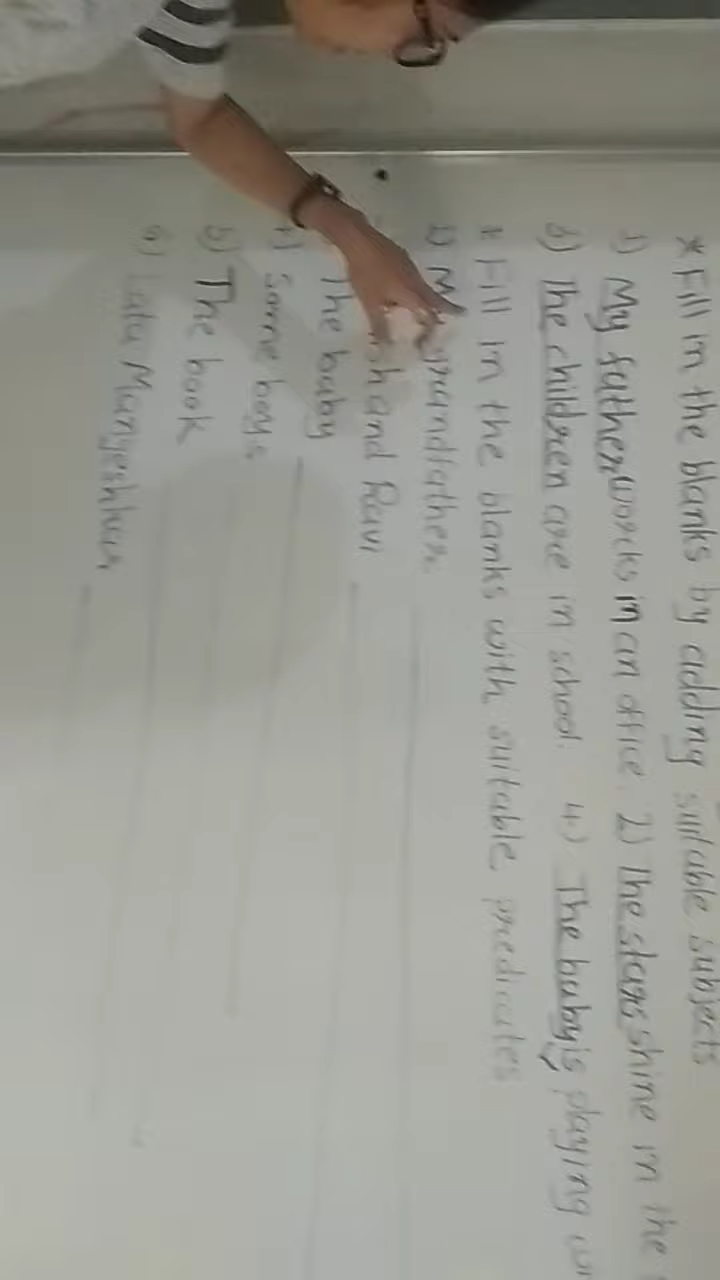 * Fill in the blanks by adding suitable subjects
1) My father works in an office. 2) The stars shine in the
3) The children are in school. 4) The baby is playing
* Fill in the blanks with suitable predicates
1) My grandfather
and Ravi
The baby
4) Some boys
5) The book
6) Lata Mangeshkar